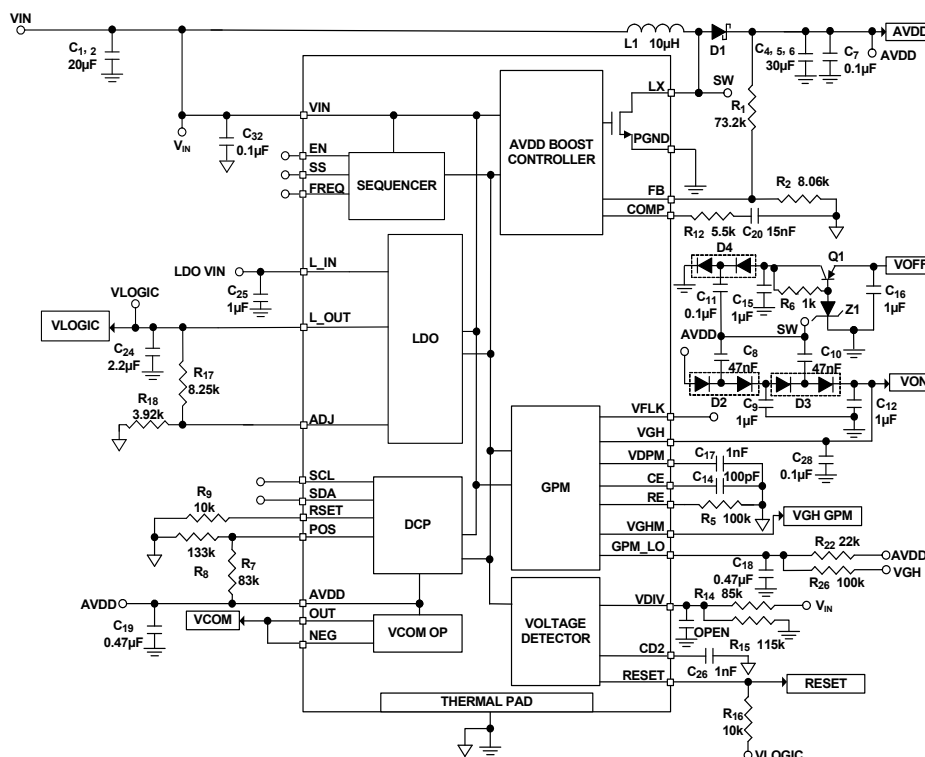 VIN
L1 10µH
D1
AVDD
C1, 2
20µF
C4, 5, 6
30µF
C7
0.1µF
AVDD
VIN
C32
0.1µF
VIN
EN
SS
FREQ
SEQUENCER
AVDD BOOST
CONTROLLER
LX
SW
PGND
R1
73.2k
FB
COMP
R2 8.06k
R12 5.5k
C20 15nF
LDO VIN
L_IN
C25
1µF
VLOGIC
VLOGIC
L_OUT
LDO
C24
2.2µF
R17
8.25k
R18
3.92k
ADJ
D4
Q1
VOFF
C11
0.1µF
C15
1µF
R6 1k
Z1
C16
1µF
SW
AVDD
C8
47nF
C10
47nF
VON
D2
C9
1µF
D3
C12
1µF
VFLK
VGH
C28
0.1µF
VDPM
C17 1nF
CE
C14 100pF
RE
R5 100k
GPM
VGHM
VGH GPM
GPM_LO
R22 22k
AVDD
C18
0.47µF
R26 100k
VGH
SCL
SDA
RSET
POS
DCP
R9
10k
133k
R8
R7
83k
AVDD
AVDD
C19
0.47µF
VCOM
OUT
NEG
VCOM OP
VOLTAGE
DETECTOR
VDIV
R14
85k
VIN
OPEN
R15 115k
CD2
C26 1nF
RESET
RESET
R16
10k
VLOGIC
THERMAL PAD